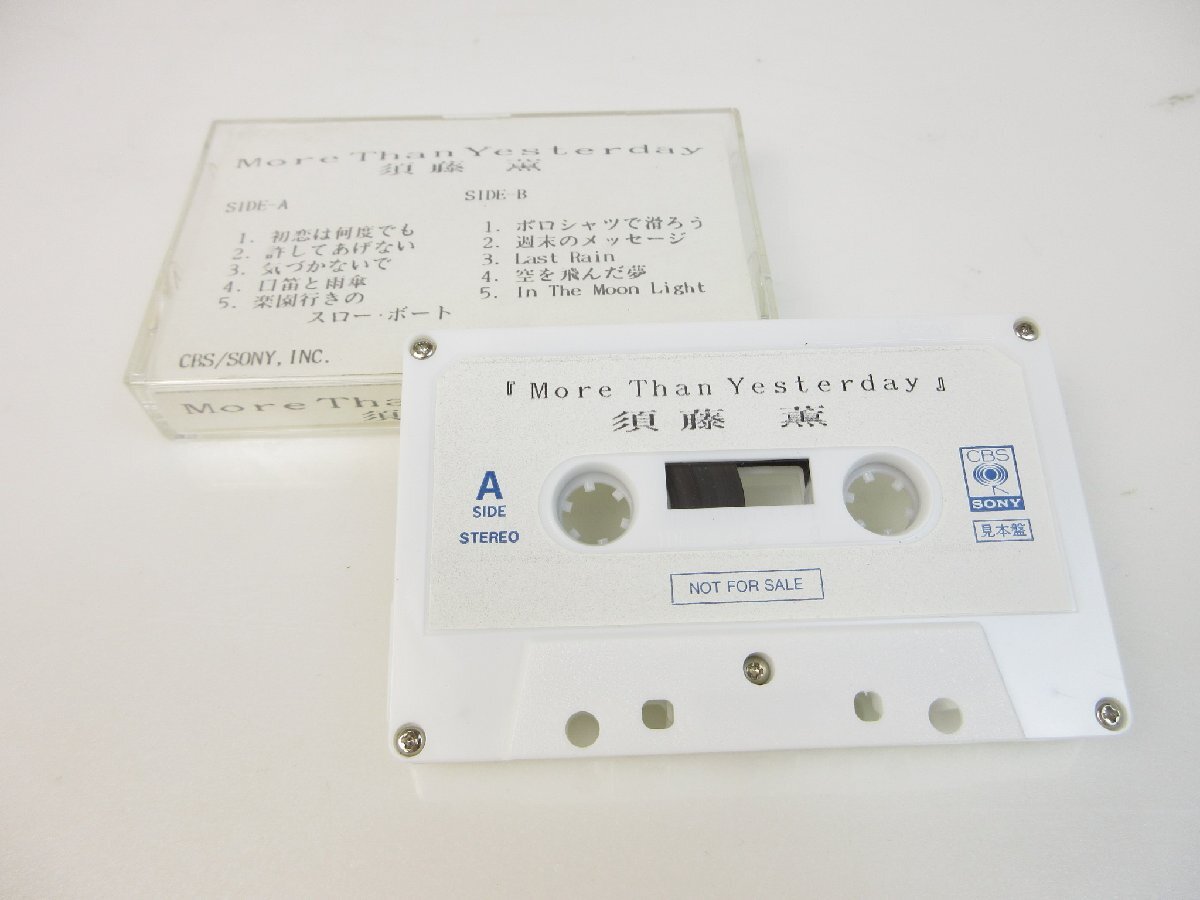 More Than Yesterday
須藤 薫
SIDE-A
1. 初恋は何度でも
2. 許してあげない
3. 気づかないで
4. 口笛と雨傘
5. 楽園行きの
スロー・ボート
SIDE-B
1. ポロシャツで滑ろう
2. 週末のメッセージ
3. Last Rain
4. 空を飛んだ夢
5. In The Moon Light
CBS/SONY, INC.
More Tha
須
『More Than Yesterday』
須藤 薫
A
SIDE
STEREO
CBS
SONY
見本盤
NOT FOR SALE